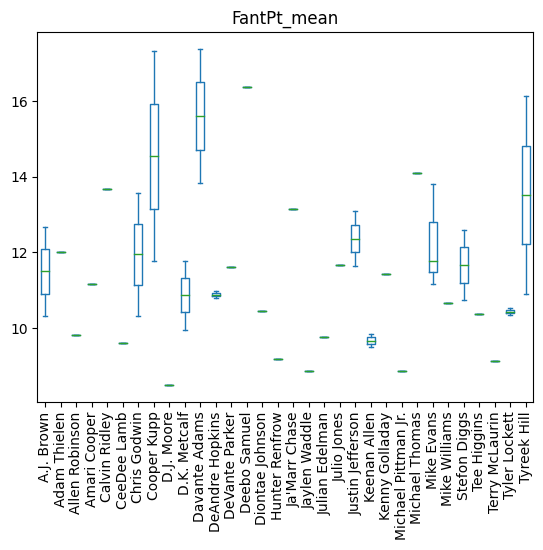 FantPt_mean
16
14
12
10
A.J. Brown
Adam Thielen
Allen Robinson
Amari Cooper
Calvin Ridley
CeeDee Lamb
Chris Godwin
Cooper Kupp
D.J. Moore
D.K. Metcalf
Davante Adams
DeAndre Hopkins
DeVante Parker
Deebo Samuel
Diontae Johnson
Hunter Renfrow
Ja'Marr Chase
Jaylen Waddle
Julian Edelman
Julio Jones
Justin Jefferson
Keenan Allen
Kenny Golladay
Michael Pittman Jr.
Michael Thomas
Mike Evans
Mike Williams
Stefon Diggs
Tee Higgins
Terry McLaurin
Tyler Lockett
Tyreek Hill